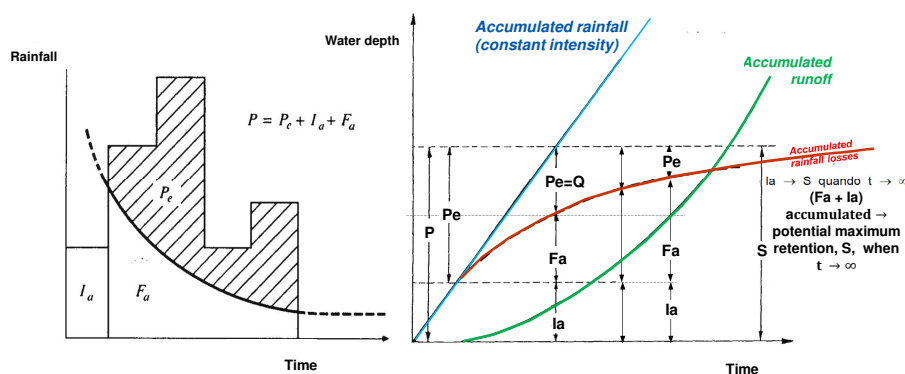 Rainfall
P = Pe + Ia + Fa
Pe
Ia
Fa
Time
Water depth
Accumulated rainfall
(constant intensity)
Accumulated
runoff
Accumulated
rainfall losses
P
Pe
Pe=Q
Pe
Fa
Fa
Ia
Ia
S
Ia → S quando t → ∞
(Fa + Ia)
accumulated →
potential maximum
retention, S, when
t → ∞
Time